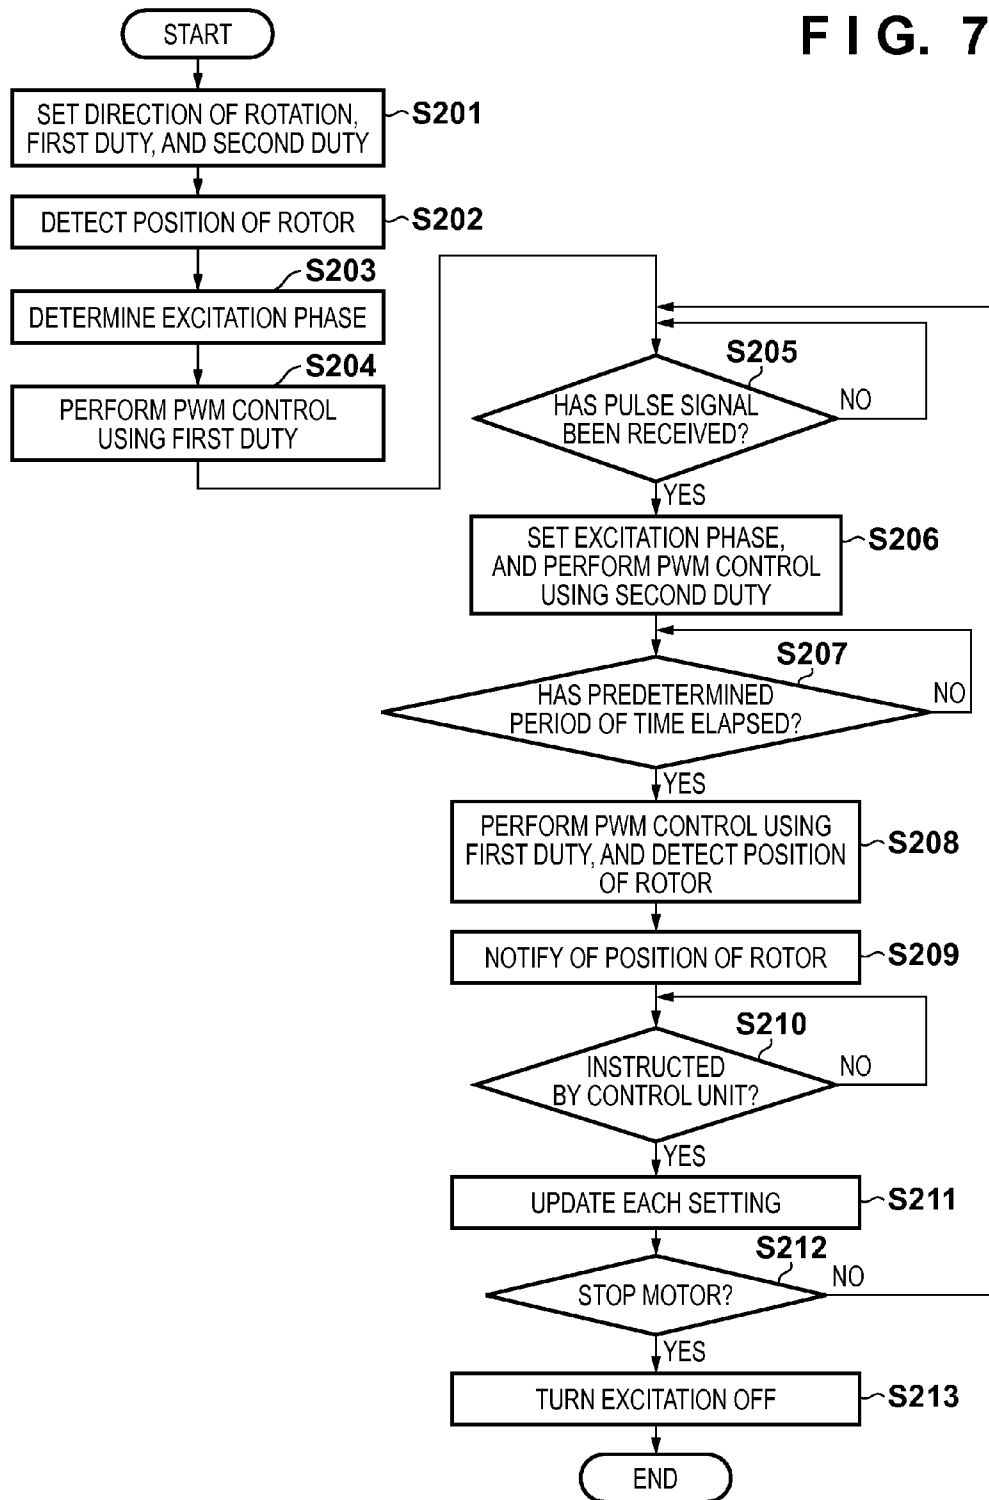 FIG. 7
START
SET DIRECTION OF ROTATION,
FIRST DUTY, AND SECOND DUTY
S201
DETECT POSITION OF ROTOR
S202
S203
DETERMINE EXCITATION PHASE
S204
PERFORM PWM CONTROL
USING FIRST DUTY
S205
HAS PULSE SIGNAL
BEEN RECEIVED?
NO
YES
SET EXCITATION PHASE,
AND PERFORM PWM CONTROL
USING SECOND DUTY
S206
S207
HAS PREDETERMINED
PERIOD OF TIME ELAPSED?
NO
YES
PERFORM PWM CONTROL USING
FIRST DUTY, AND DETECT POSITION
OF ROTOR
S208
NOTIFY OF POSITION OF ROTOR
S209
S210
INSTRUCTED
BY CONTROL UNIT?
NO
YES
UPDATE EACH SETTING
S211
S212
STOP MOTOR?
NO
YES
TURN EXCITATION OFF
S213
END